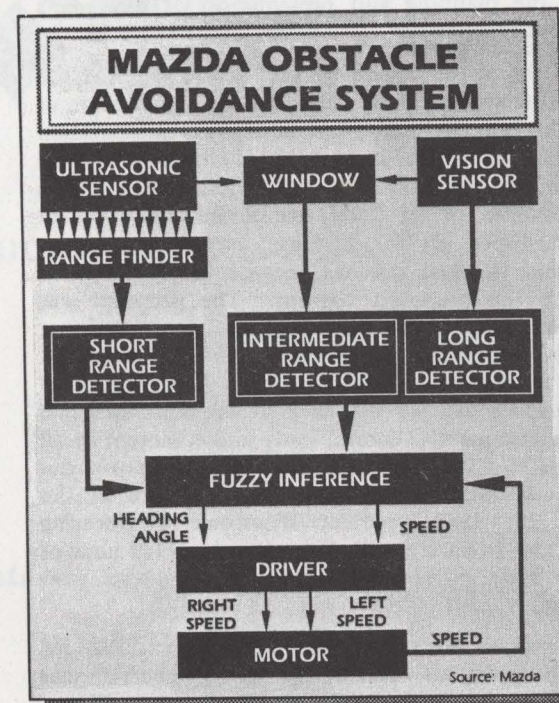 MAZDA OBSTACLE
AVOIDANCE SYSTEM
ULTRASONIC
SENSOR
WINDOW
VISION
SENSOR
RANGE FINDER
SHORT
RANGE
DETECTOR
INTERMEDIATE
RANGE
DETECTOR
LONG
RANGE
DETECTOR
FUZZY INFERENCE
HEADING
ANGLE
SPEED
DRIVER
RIGHT
SPEED
LEFT
SPEED
MOTOR
SPEED
Source: Mazda